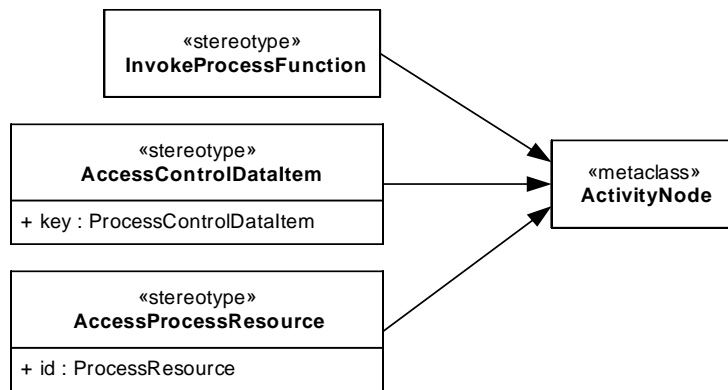 «stereotype»
InvokeProcessFunction
«stereotype»
AccessControlDataItem
+ key : ProcessControlDataItem
«metaclass»
ActivityNode
«stereotype»
AccessProcessResource
+ id : ProcessResource